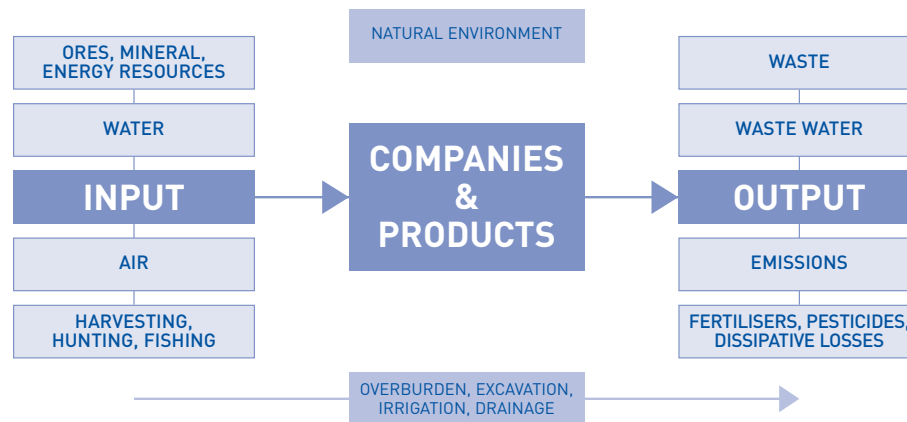 NATURAL ENVIRONMENT
ORES, MINERAL,
ENERGY RESOURCES
WATER
INPUT
AIR
HARVESTING,
HUNTING, FISHING
COMPANIES
&
PRODUCTS
WASTE
WASTE WATER
OUTPUT
EMISSIONS
FERTILISERS, PESTICIDES,
DISSIPATIVE LOSSES
OVERBURDEN, EXCAVATION,
IRRIGATION, DRAINAGE